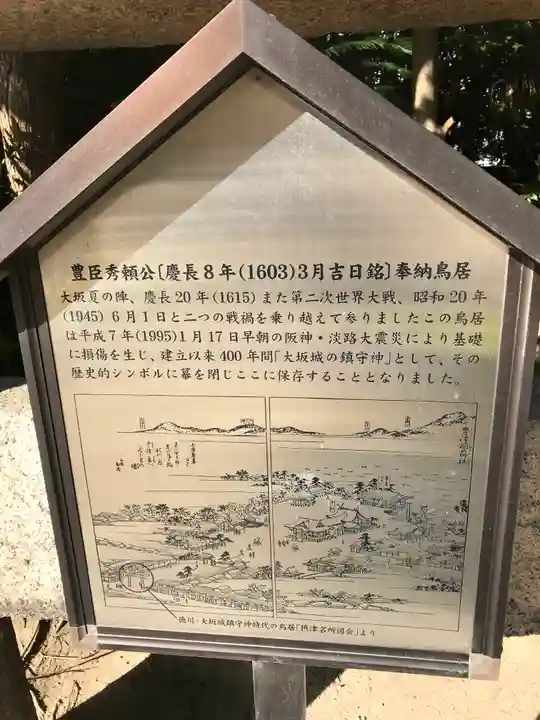 豊臣秀頼公〔慶長8年(1603)3月吉日銘〕奉納鳥居
大坂夏の陣、慶長20年(1615)また第二次世界大戦、昭和20年
(1945) 6月1日と二つの戦禍を乗り越えて参りましたこの鳥居
は平成7年(1995)1月17日早朝の阪神・淡路大震災により基礎
に損傷を生じ、建立以来400年間「大坂城の鎮守神」として、その
歴史的シンボルに幕を閉じここに保存することとなりました。
徳川・大坂城鎮守神時代の鳥居『摂津名所図会』より